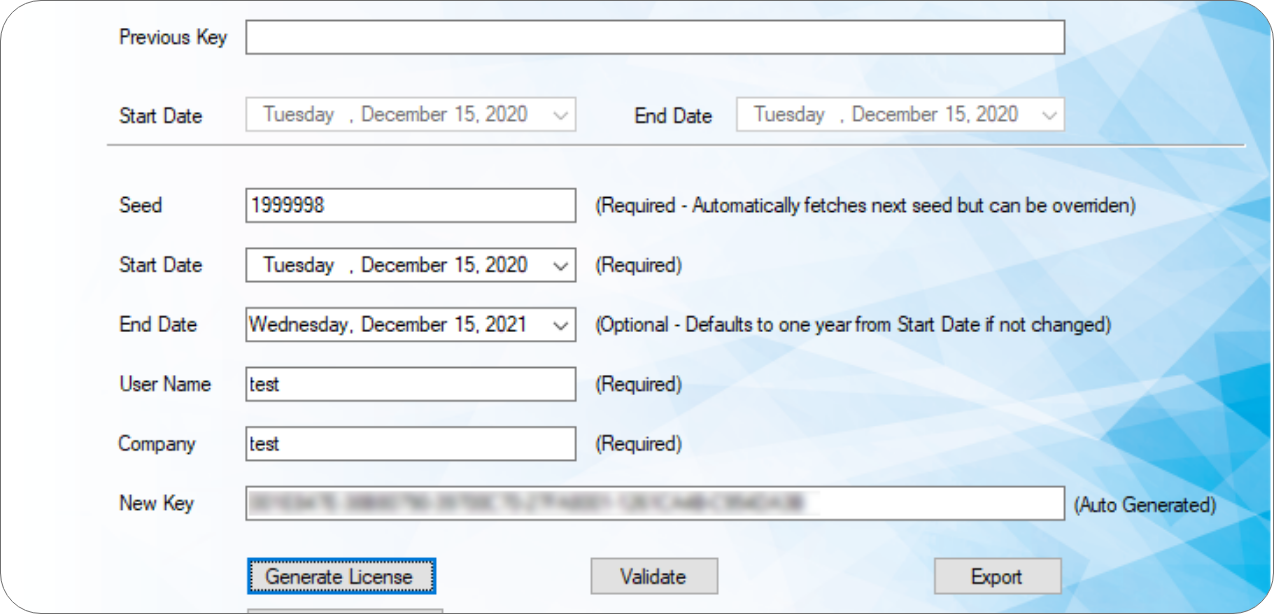 Previous Key
Start Date Tuesday , December 15, 2020 End Date Tuesday , December 15, 2020
Seed 1999998 (Required - Automatically fetches next seed but can be overriden)
Start Date Tuesday , December 15, 2020 (Required)
End Date Wednesday, December 15, 2021 (Optional - Defaults to one year from Start Date if not changed)
User Name test (Required)
Company test (Required)
New Key (Auto Generated)
Generate License Validate Export